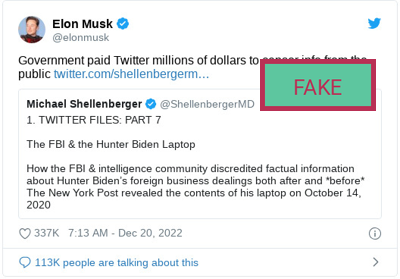 Elon Musk
@elonmusk
Government paid Twitter millions of dollars to censor info from the
public twitter.com/shellenbergerm…
FAKE
Michael Shellenberger @ShellenbergerMD
1. TWITTER FILES: PART 7
The FBI & the Hunter Biden Laptop
How the FBI & intelligence community discredited factual information
about Hunter Biden's foreign business dealings both after and *before*
The New York Post revealed the contents of his laptop on October 14,
2020
337K 7:13 AM - Dec 20, 2022
113K people are talking about this